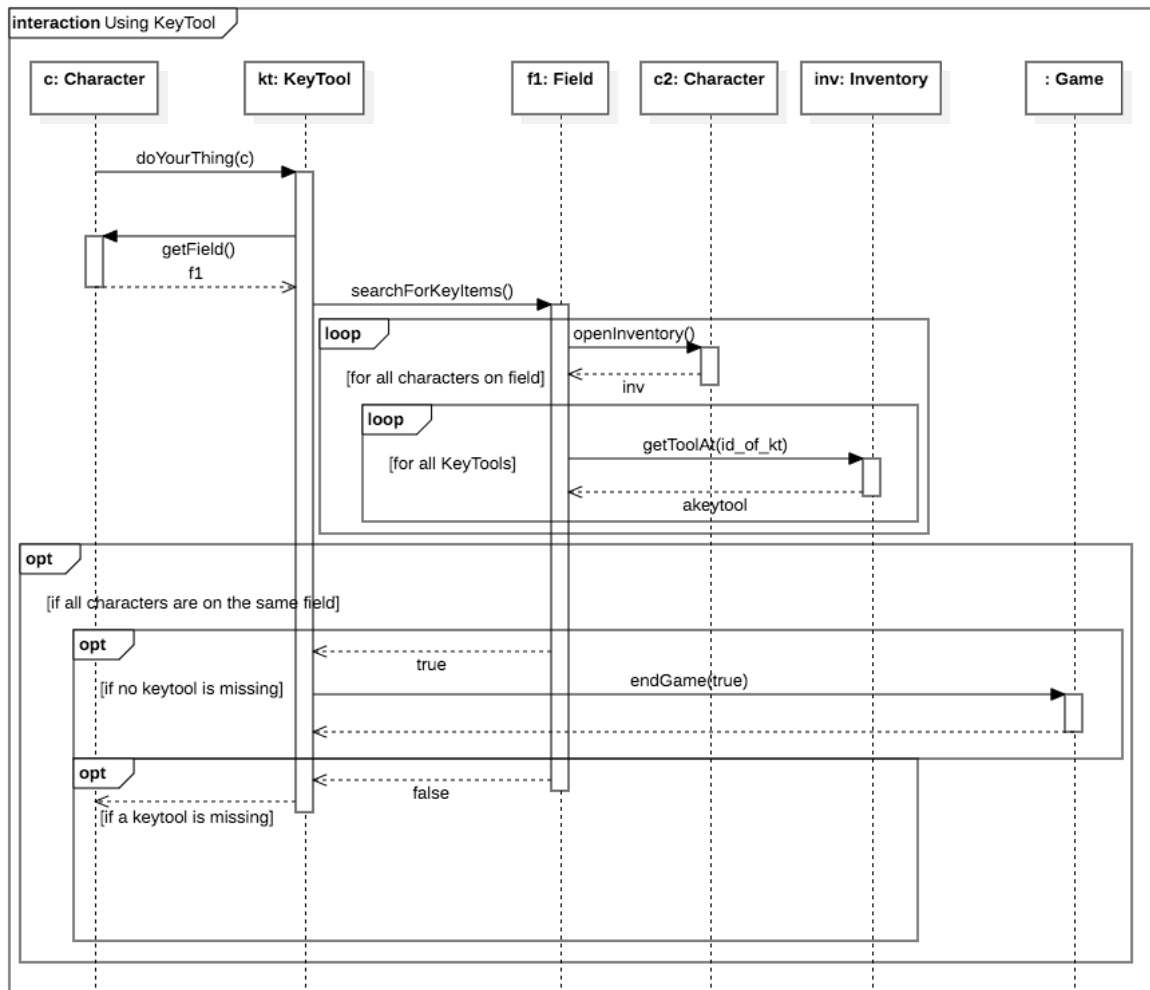 interaction Using KeyTool
c: Character
kt: KeyTool
f1: Field
c2: Character
inv: Inventory
: Game
doYourThing(c)
getField()
f1
searchForKeyItems()
loop
openInventory()
[for all characters on field]
inv
loop
getToolAt(id_of_kt)
[for all KeyTools]
akeytool
opt
[if all characters are on the same field]
opt
true
[if no keytool is missing]
endGame(true)
opt
false
[if a keytool is missing]